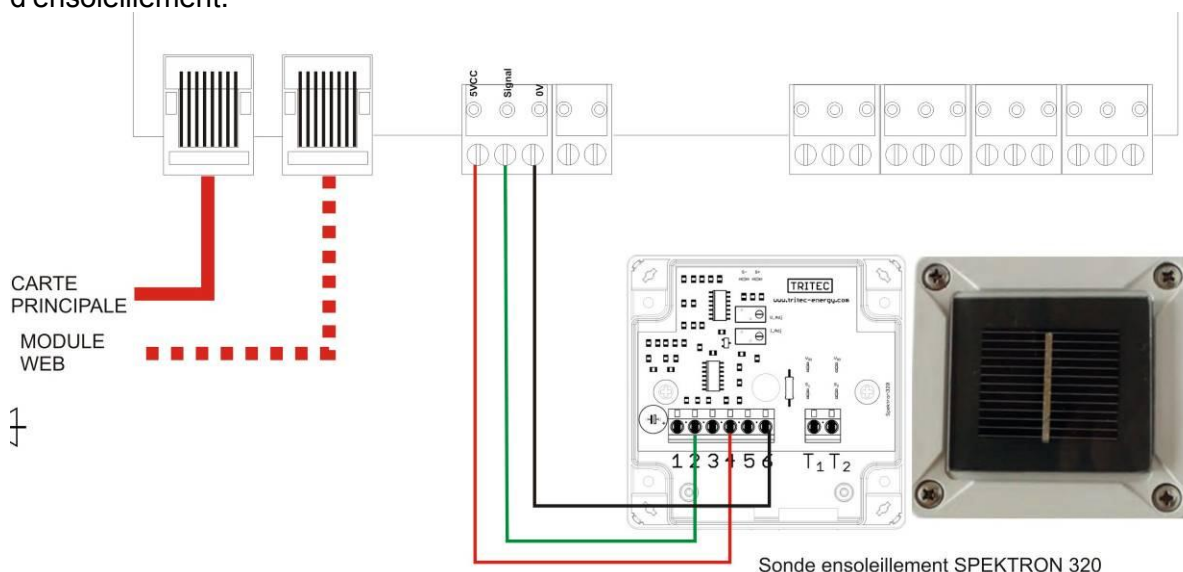 d'ensoleillement.
5VCC
Signal
0V
CARTE
PRINCIPALE
MODULE
WEB
TRITEC
www.tritec-energy.com
Spektron320
1 2 3 4 5 6
T1 T2
Sonde ensoleillement SPEKTRON 320